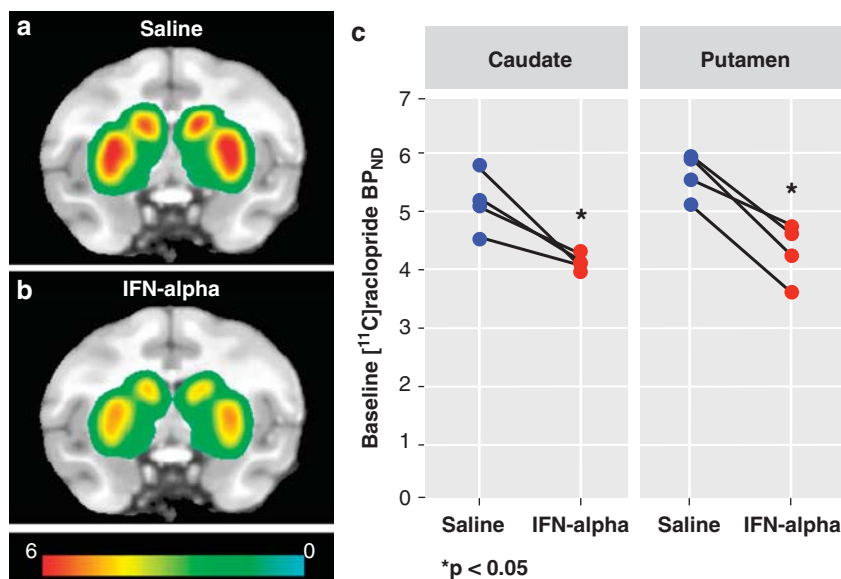 a
Saline
b
IFN-alpha
6
0
c
Caudate
Putamen
Baseline [¹¹C]raclopride BP_ND
7
6
5
4
3
2
1
0
*
*
Saline
IFN-alpha
Saline
IFN-alpha
*p < 0.05